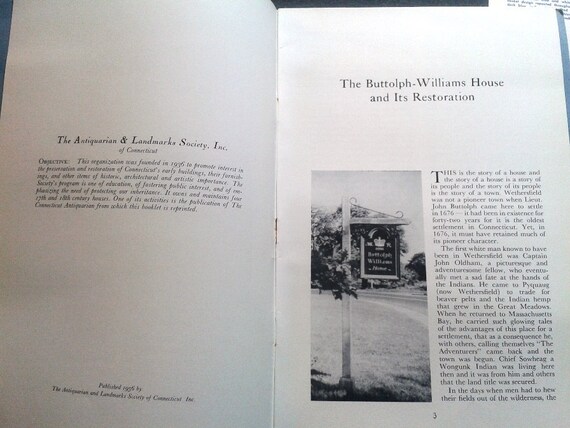 The Antiquarian & Landmarks Society, Inc.
of Connecticut
OBJECTIVE: This organization was founded in 1936 to promote interest in
the preservation and restoration of Connecticut's early buildings, their furnish-
ings, and other items of historic, architectural and artistic importance. The
Society's program is one of education, of fostering public interest, and of em-
phasizing the need of protecting our inheritance. It owns and maintains four
17th and 18th century houses. One of its activities is the publication of The
Connecticut Antiquarian from which this booklet is reprinted.
Published 1956 by
The Antiquarian and Landmarks Society of Connecticut Inc.
The Buttolph-Williams House
and Its Restoration
Buttolph
Williams
House
THIS is the story of a house and
the story of a house is a story of
its people and the story of its people
is the story of a town. Wethersfield
was not a pioneer town when Lieut.
John Buttolph came here to settle
in 1676 — it had been in existence for
forty-two years for it is the oldest
settlement in Connecticut. Yet, in
1676, it must have retained much of
its pioneer character.
The first white man known to have
been in Wethersfield was Captain
John Oldham, a picturesque and
adventuresome fellow, who eventu-
ally met a sad fate at the hands of
the Indians. He came to Pyquaug
(now Wethersfield) to trade for
beaver pelts and the Indian hemp
that grew in the Great Meadows.
When he returned to Massachusetts
Bay, he carried such glowing tales
of the advantages of this place for a
settlement, that as a consequence he,
with others, calling themselves "The
Adventurers" came back and the
town was begun. Chief Sowheag a
Wongunk Indian was living here
then and it was from him and others
that the land title was secured.
In the days when men had to hew
their fields out of the wilderness, the
3